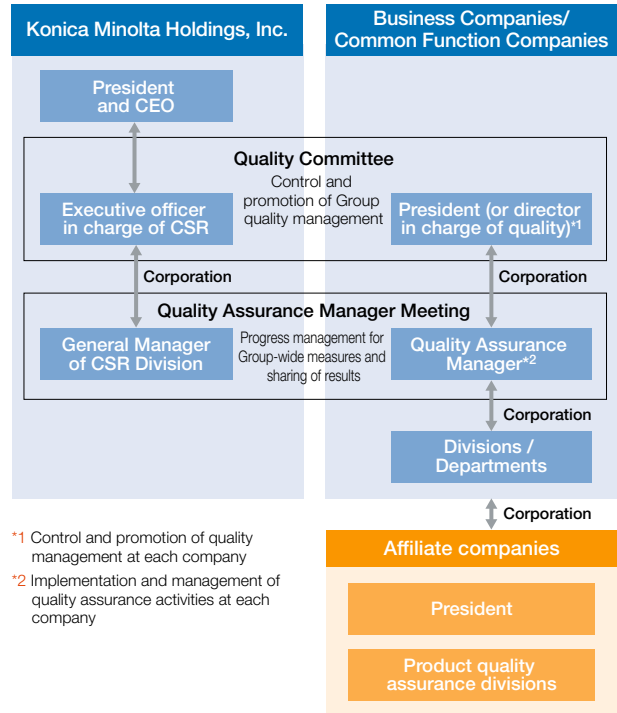 Konica Minolta Holdings, Inc.
Business Companies/
Common Function Companies
President
and CEO
Quality Committee
Control and
promotion of Group
quality management
Executive officer
in charge of CSR
President (or director
in charge of quality)*1
Corporation
Corporation
Quality Assurance Manager Meeting
General Manager
of CSR Division
Progress management for
Group-wide measures and
sharing of results
Quality Assurance
Manager*2
Corporation
Divisions /
Departments
Corporation
*1 Control and promotion of quality
management at each company
*2 Implementation and management of
quality assurance activities at each
company
Affiliate companies
President
Product quality
assurance divisions